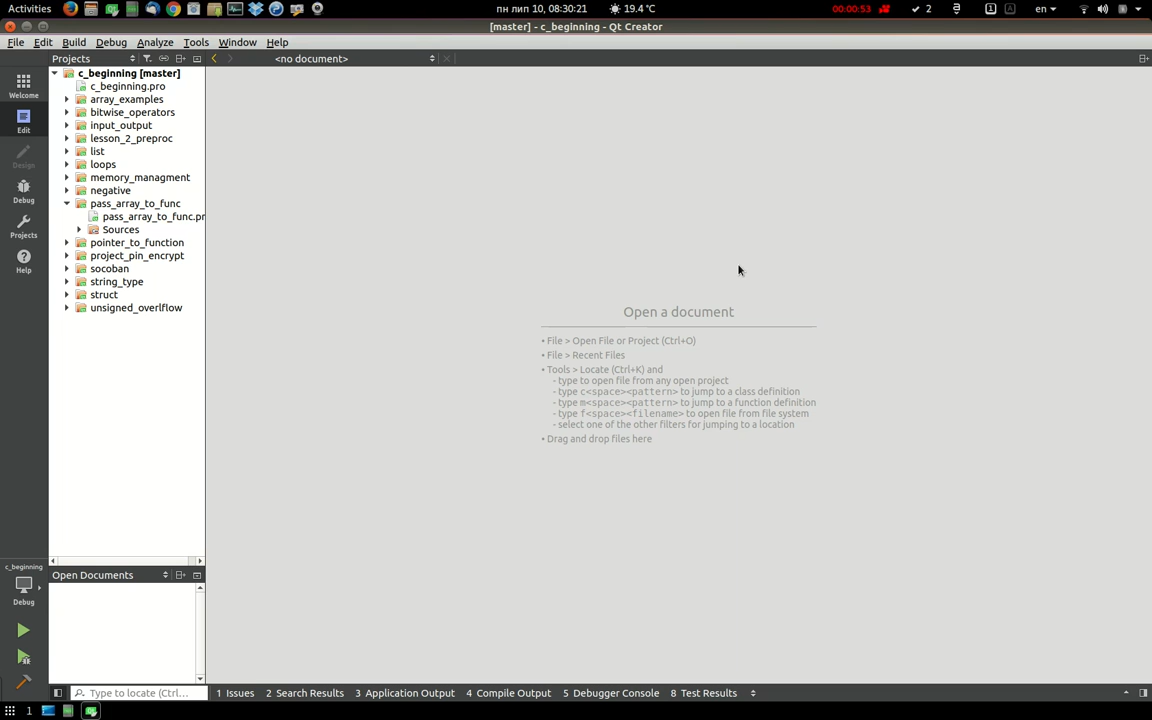 Activities
пн лип 10, 08:30:21
19.4 °C
00:00:53
2
1
A
en
[master] - c_beginning - Qt Creator
File Edit Build Debug Analyze Tools Window Help
Projects
<no document>
Welcome
Edit
Design
Debug
Projects
Help
c_beginning [master]
c_beginning.pro
array_examples
bitwise_operators
input_output
lesson_2_preproc
list
loops
memory_managment
negative
pass_array_to_func
pass_array_to_func.pr
Sources
pointer_to_function
project_pin_encrypt
socoban
string_type
struct
unsigned_overlflow
Open a document
• File > Open File or Project (Ctrl+O)
• File > Recent Files
• Tools > Locate (Ctrl+K) and
- type to open file from any open project
- type c<space><pattern> to jump to a class definition
- type m<space><pattern> to jump to a function definition
- type f<space><filename> to open file from file system
- select one of the other filters for jumping to a location
• Drag and drop files here
c_beginning
Debug
Open Documents
Type to locate (Ctrl...
1 Issues 2 Search Results 3 Application Output 4 Compile Output 5 Debugger Console 8 Test Results
1